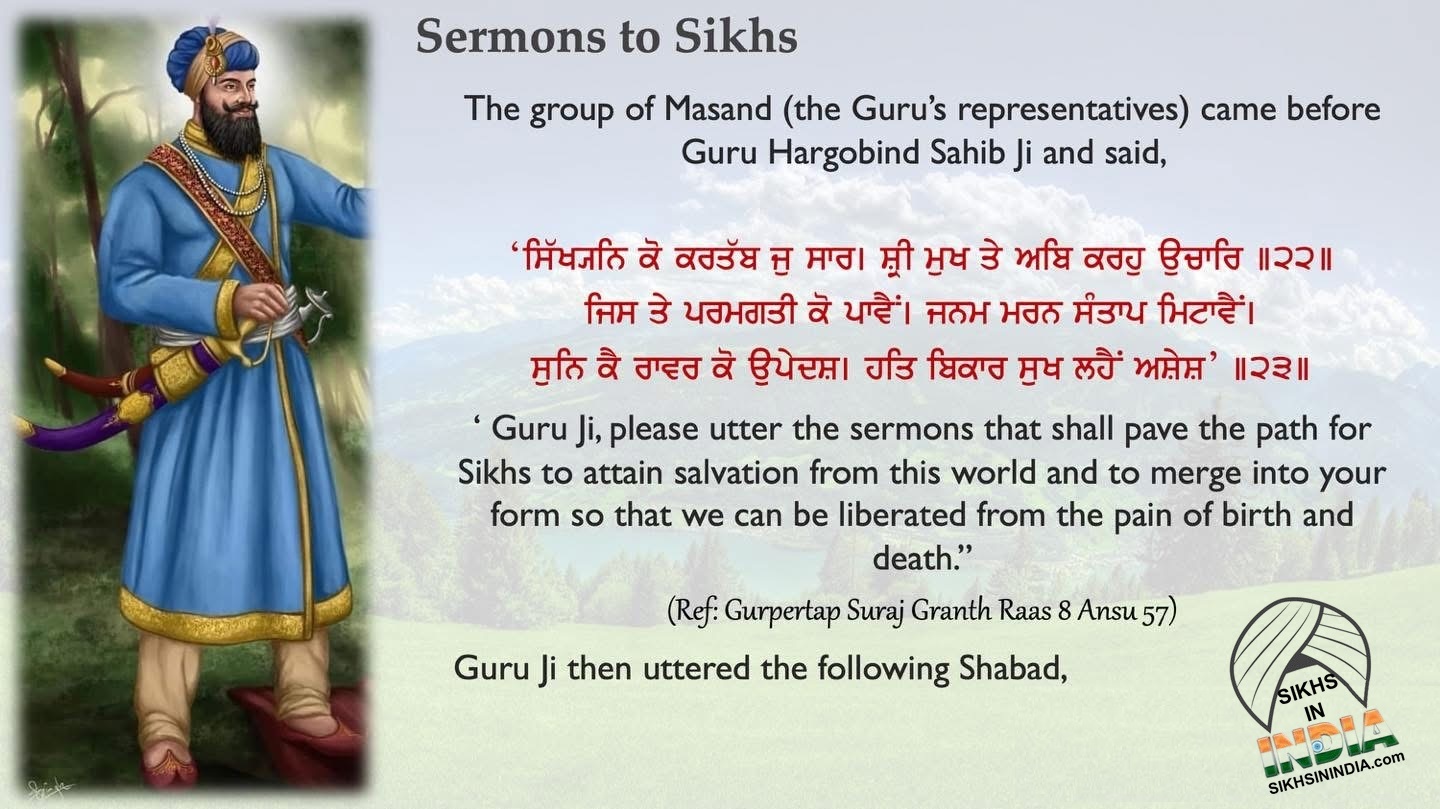 Sermons to Sikhs
The group of Masand (the Guru’s representatives) came before
Guru Hargobind Sahib Ji and said,
‘ਸਿੱਖ੍ਯਨਿ ਕੋ ਕਰਤੱਬ ਜੁ ਸਾਰ। ਸ਼੍ਰੀ ਮੁਖ ਤੇ ਅਬਿ ਕਰਹੁ ਉਚਾਰਿ ॥੨੨॥
ਜਿਸ ਤੇ ਪਰਮਗਤੀ ਕੋ ਪਾਵੈਂ। ਜਨਮ ਮਰਨ ਸੰਤਾਪ ਮਿਟਾਵੈਂ।
ਸੁਨਿ ਕੈ ਰਾਵਰ ਕੋ ਉਪੇਦਸ਼। ਹਤਿ ਬਿਕਾਰ ਸੁਖ ਲਹੈਂ ਅਸ਼ੇਸ਼’ ॥੨੩॥
‘ Guru Ji, please utter the sermons that shall pave the path for
Sikhs to attain salvation from this world and to merge into your
form so that we can be liberated from the pain of birth and
death.”
(Ref: Gurpertap Suraj Granth Raas 8 Ansu 57)
Guru Ji then uttered the following Shabad,
SIKHS
IN
INDIA
SIKHSININDIA.com